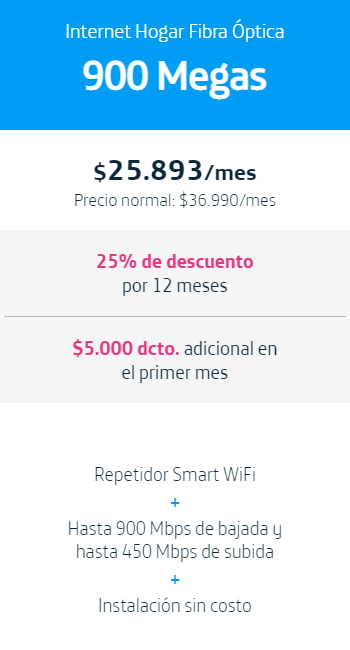 Internet Hogar Fibra Óptica
900 Megas
$25.893/mes
Precio normal: $36.990/mes
25% de descuento
por 12 meses
$5.000 dcto. adicional en
el primer mes
Repetidor Smart WiFi
+
Hasta 900 Mbps de bajada y
hasta 450 Mbps de subida
+
Instalación sin costo